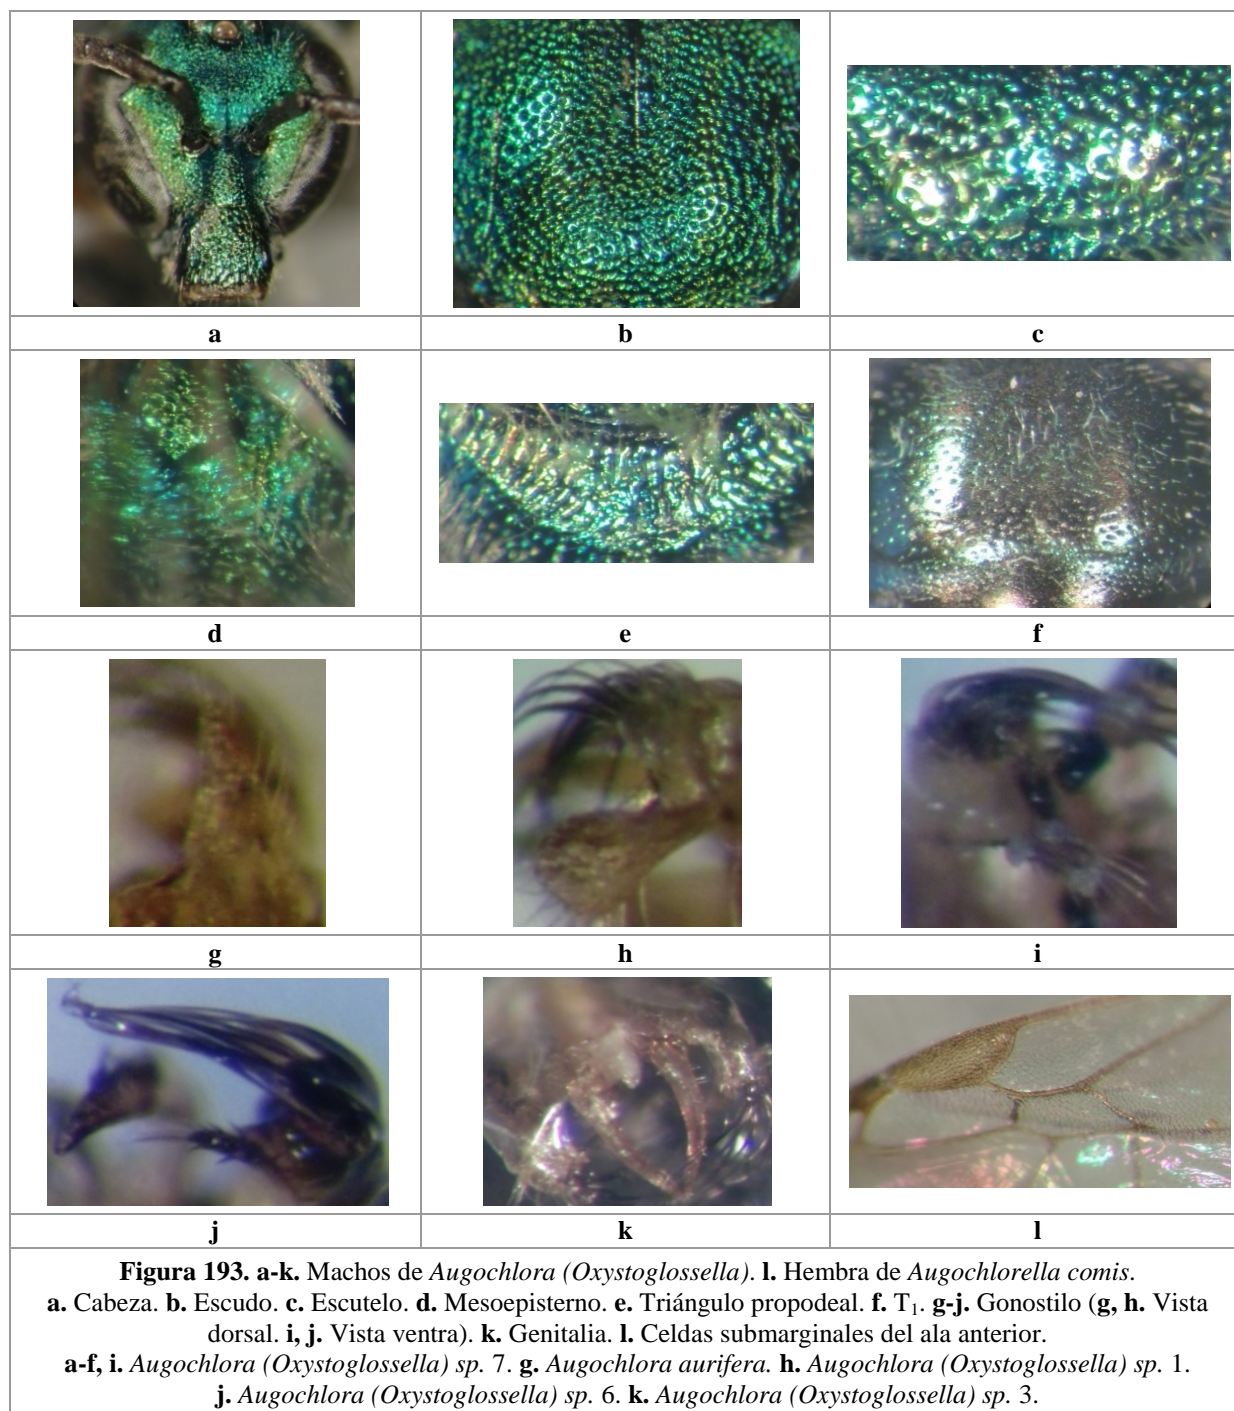 a
b
c
d
e
f
g
h
i
j
k
l
Figura 193. a-k. Machos de Augochlora (Oxystoglossella). l. Hembra de Augochlorella comis.
a. Cabeza. b. Escudo. c. Escutelo. d. Mesoepisterno. e. Triángulo propodeal. f. T1. g-j. Gonostilo (g, h. Vista
dorsal. i, j. Vista ventra). k. Genitalia. l. Celdas submarginales del ala anterior.
a-f, i. Augochlora (Oxystoglossella) sp. 7. g. Augochlora aurifera. h. Augochlora (Oxystoglossella) sp. 1.
j. Augochlora (Oxystoglossella) sp. 6. k. Augochlora (Oxystoglossella) sp. 3.